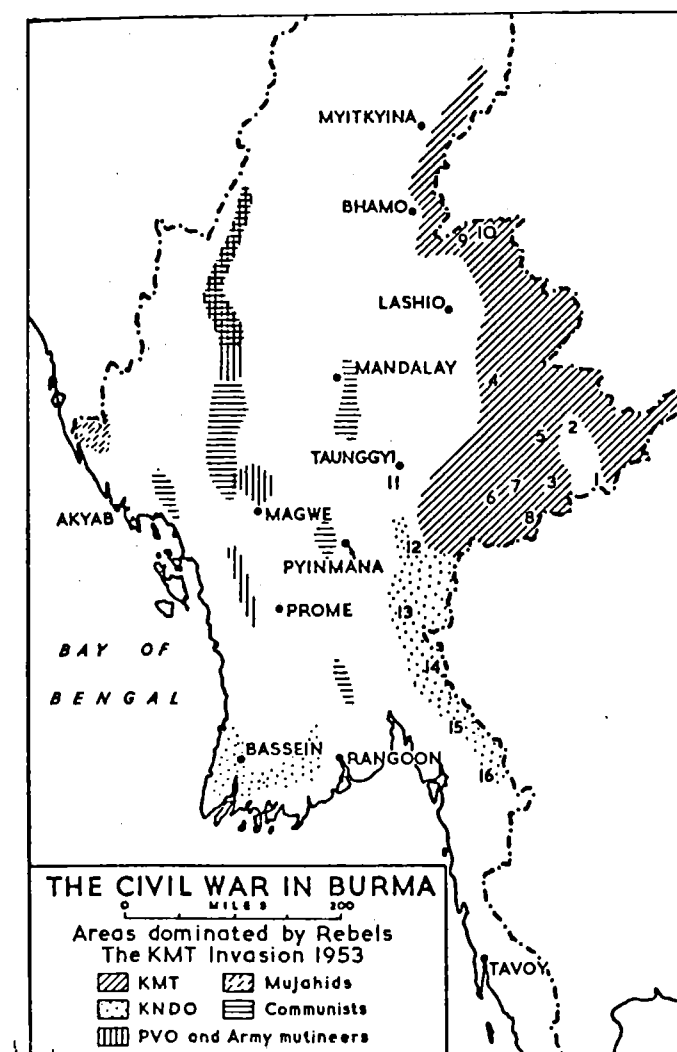 MYITKYINA
BHAMO
9 10
LASHIO
MANDALAY
4
2
5
TAUNGGYI
11
1
6 7 3
AKYAB
MAGWE
8
12
PYINMANA
13
PROME
BAY OF
BENGAL
14
15
BASSEIN
RANGOON
16
THE CIVIL WAR IN BURMA
0 MILES 200
Areas dominated by Rebels
The KMT Invasion 1953
KMT Mujahids
KNDO Communists
PVO and Army mutineers
TAVOY